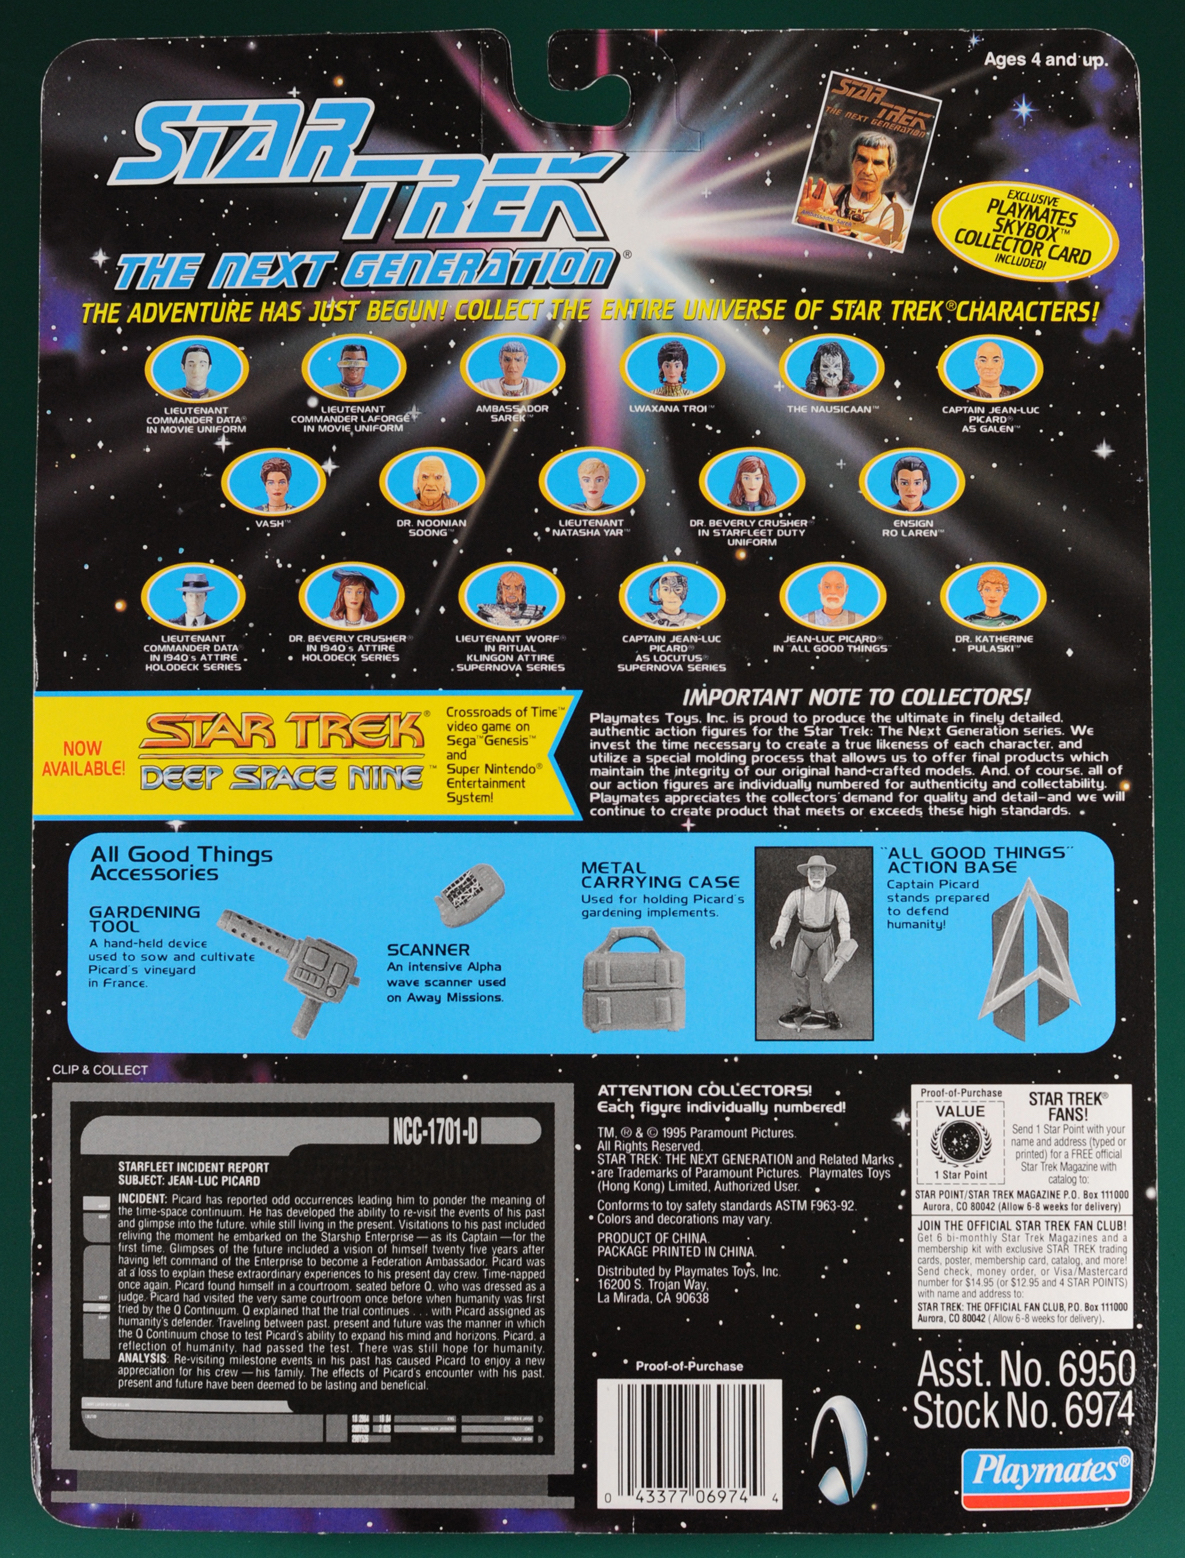 Ages 4 and up.
STAR TREK
THE NEXT GENERATION®
STAR TREK
THE NEXT GENERATION
EXCLUSIVE
PLAYMATES
SKYBOX™
COLLECTOR CARD
INCLUDED!
THE ADVENTURE HAS JUST BEGUN! COLLECT THE ENTIRE UNIVERSE OF STAR TREK® CHARACTERS!
LIEUTENANT
COMMANDER DATA®
IN MOVIE UNIFORM
LIEUTENANT
COMMANDER LAFORGE®
IN MOVIE UNIFORM
AMBASSADOR
SAREK™
LWAXANA TROI™
THE NAUSICAAN™
CAPTAIN JEAN-LUC
PICARD®
AS GALEN™
VASH™
DR. NOONIAN
SOONG™
LIEUTENANT
NATASHA YAR™
DR. BEVERLY CRUSHER®
IN STARFLEET DUTY
UNIFORM
ENSIGN
RO LAREN™
LIEUTENANT
COMMANDER DATA®
IN 1940's ATTIRE
HOLODECK SERIES
DR. BEVERLY CRUSHER®
IN 1940's ATTIRE
HOLODECK SERIES
LIEUTENANT WORF®
IN RITUAL
KLINGON ATTIRE
SUPERNOVA SERIES
CAPTAIN JEAN-LUC
PICARD®
AS LOCUTUS™
SUPERNOVA SERIES
JEAN-LUC PICARD®
IN "ALL GOOD THINGS"
DR. KATHERINE
PULASKI™
NOW
AVAILABLE!
STAR TREK®
DEEP SPACE NINE™
Crossroads of Time™
video game on
Sega™ Genesis™
and
Super Nintendo®
Entertainment
System!
IMPORTANT NOTE TO COLLECTORS!
Playmates Toys, Inc. is proud to produce the ultimate in finely detailed,
authentic action figures for the Star Trek: The Next Generation series. We
invest the time necessary to create a true likeness of each character, and
utilize a special molding process that allows us to offer final products which
maintain the integrity of our original hand-crafted models. And, of course, all of
our action figures are individually numbered for authenticity and collectability.
Playmates appreciates the collectors' demand for quality and detail–and we will
continue to create product that meets or exceeds these high standards.
All Good Things
Accessories
GARDENING
TOOL
A hand-held device
used to sow and cultivate
Picard's vineyard
in France.
SCANNER
An intensive Alpha
wave scanner used
on Away Missions.
METAL
CARRYING CASE
Used for holding Picard's
gardening implements.
"ALL GOOD THINGS"
ACTION BASE
Captain Picard
stands prepared
to defend
humanity!
CLIP & COLLECT
NCC-1701-D
STARFLEET INCIDENT REPORT
SUBJECT: JEAN-LUC PICARD
INCIDENT: Picard has reported odd occurrences leading him to ponder the meaning of
the time-space continuum. He has developed the ability to re-visit the events of his past
and glimpse into the future, while still living in the present. Visitations to his past included
reliving the moment he embarked on the Starship Enterprise — as its Captain — for the
first time. Glimpses of the future included a vision of himself twenty five years after
having left command of the Enterprise to become a Federation Ambassador. Picard was
at a loss to explain these extraordinary experiences to his present day crew. Time-napped
once again, Picard found himself in a courtroom, seated before Q, who was dressed as a
judge. Picard had visited the very same courtroom once before when humanity was first
tried by the Q Continuum. Q explained that the trial continues . . . with Picard assigned as
humanity's defender. Traveling between past, present and future was the manner in which
the Q Continuum chose to test Picard's ability to expand his mind and horizons. Picard, a
reflection of humanity, had passed the test. There was still hope for humanity.
ANALYSIS: Re-visiting milestone events in his past has caused Picard to enjoy a new
appreciation for his crew — his family. The effects of Picard's encounter with his past,
present and future have been deemed to be lasting and beneficial.
ATTENTION COLLECTORS!
Each figure individually numbered!
TM, ® & © 1995 Paramount Pictures.
All Rights Reserved.
STAR TREK: THE NEXT GENERATION and Related Marks
are Trademarks of Paramount Pictures. Playmates Toys
(Hong Kong) Limited, Authorized User.
Conforms to toy safety standards ASTM F963-92.
Colors and decorations may vary.
PRODUCT OF CHINA.
PACKAGE PRINTED IN CHINA.
Distributed by Playmates Toys, Inc.
16200 S. Trojan Way,
La Mirada, CA 90638
Proof-of-Purchase
0 43377 06974 4
Proof-of-Purchase
VALUE
1 Star Point
STAR TREK®
FANS!
Send 1 Star Point with your
name and address (typed or
printed) for a FREE official
Star Trek Magazine with
catalog to:
STAR POINT/STAR TREK MAGAZINE P.O. Box 111000
Aurora, CO 80042 (Allow 6-8 weeks for delivery)
JOIN THE OFFICIAL STAR TREK FAN CLUB!
Get 6 bi-monthly Star Trek Magazines and a
membership kit with exclusive STAR TREK trading
cards, poster, membership card, catalog, and more!
Send check, money order, or Visa/Mastercard
number for $14.95 (or $12.95 and 4 STAR POINTS)
with name and address to:
STAR TREK: THE OFFICIAL FAN CLUB, P.O. Box 111000
Aurora, CO 80042 ( Allow 6-8 weeks for delivery).
Asst. No. 6950
Stock No. 6974
Playmates®